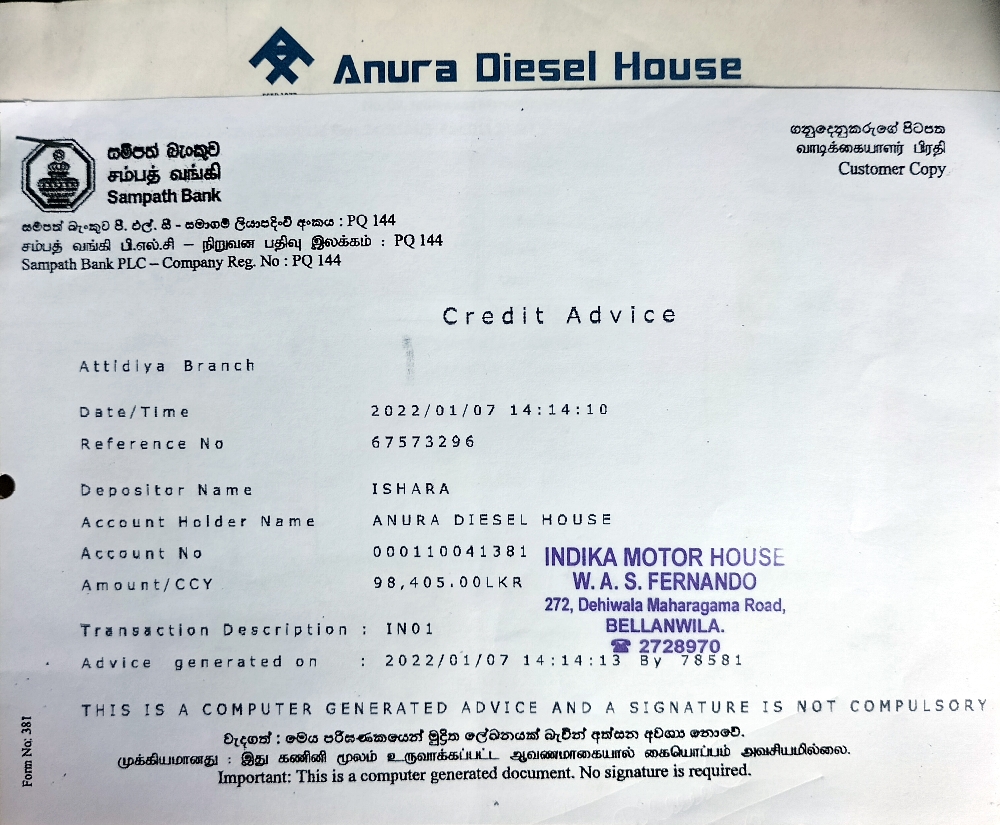 Anura Diesel House
සම්පත් බැංකුව
சம்பத் வங்கி
Sampath Bank
ගනුදෙනුකරුගේ පිටපත
வாடிக்கையாளர் பிரதி
Customer Copy
සම්පත් බැංකුව පී. එල්. සී - සමාගම් ලියාපදිංචි අංකය : PQ 144
சம்பத் வங்கி பி.எல்.சி – நிறுவன பதிவு இலக்கம் : PQ 144
Sampath Bank PLC – Company Reg. No : PQ 144
Credit Advice
Attidiya Branch
Date/Time 2022/01/07 14:14:10
Reference No 67573296
Depositor Name ISHARA
Account Holder Name ANURA DIESEL HOUSE
Account No 000110041381
Amount/CCY 98,405.00LKR
INDIKA MOTOR HOUSE
W. A. S. FERNANDO
272, Dehiwala Maharagama Road,
BELLANWILA.
☎ 2728970
Transaction Description : IN01
Advice generated on : 2022/01/07 14:14:13 By 78581
THIS IS A COMPUTER GENERATED ADVICE AND A SIGNATURE IS NOT COMPULSORY
වැදගත් : මෙය පරිගණකයෙන් මුද්‍රිත ලේඛනයක් බැවින් අත්සන අවශ්‍ය නොවේ.
முக்கியமானது : இது கணினி மூலம் உருவாக்கப்பட்ட ஆவணமாகையால் கையொப்பம் அவசியமில்லை.
Important: This is a computer generated document. No signature is required.
Form No: 381